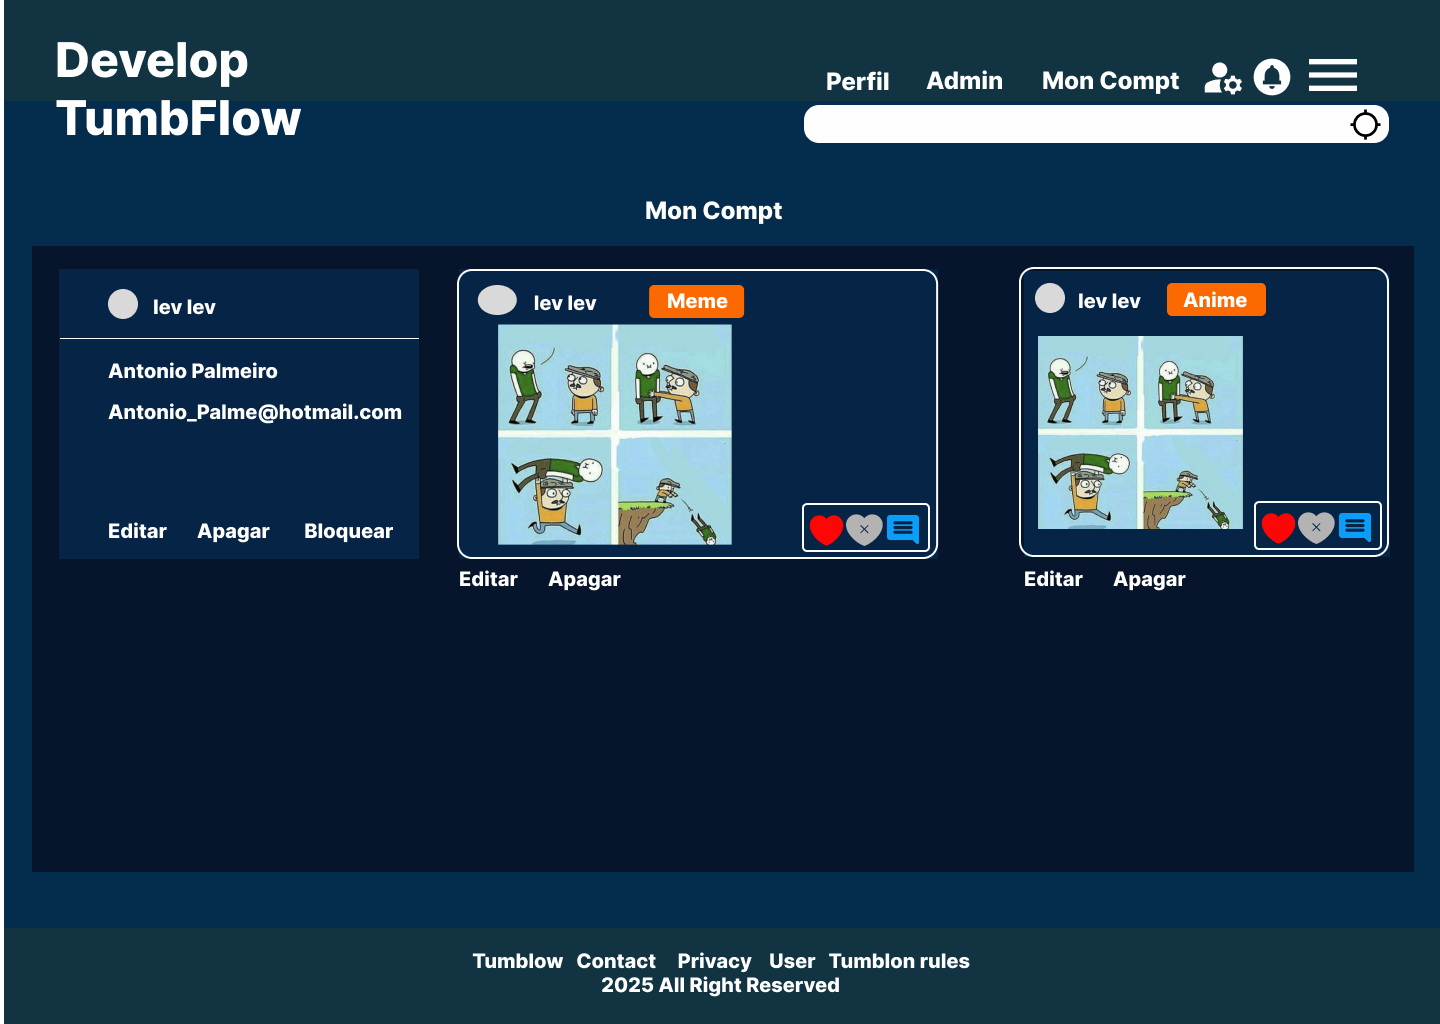 Develop
TumbFlow
Perfil Admin Mon Compt
Mon Compt
lev lev
Antonio Palmeiro
Antonio_Palme@hotmail.com
Editar Apagar Bloquear
lev lev Meme
Editar Apagar
lev lev Anime
Editar Apagar
Tumblow Contact Privacy User Tumblon rules
2025 All Right Reserved